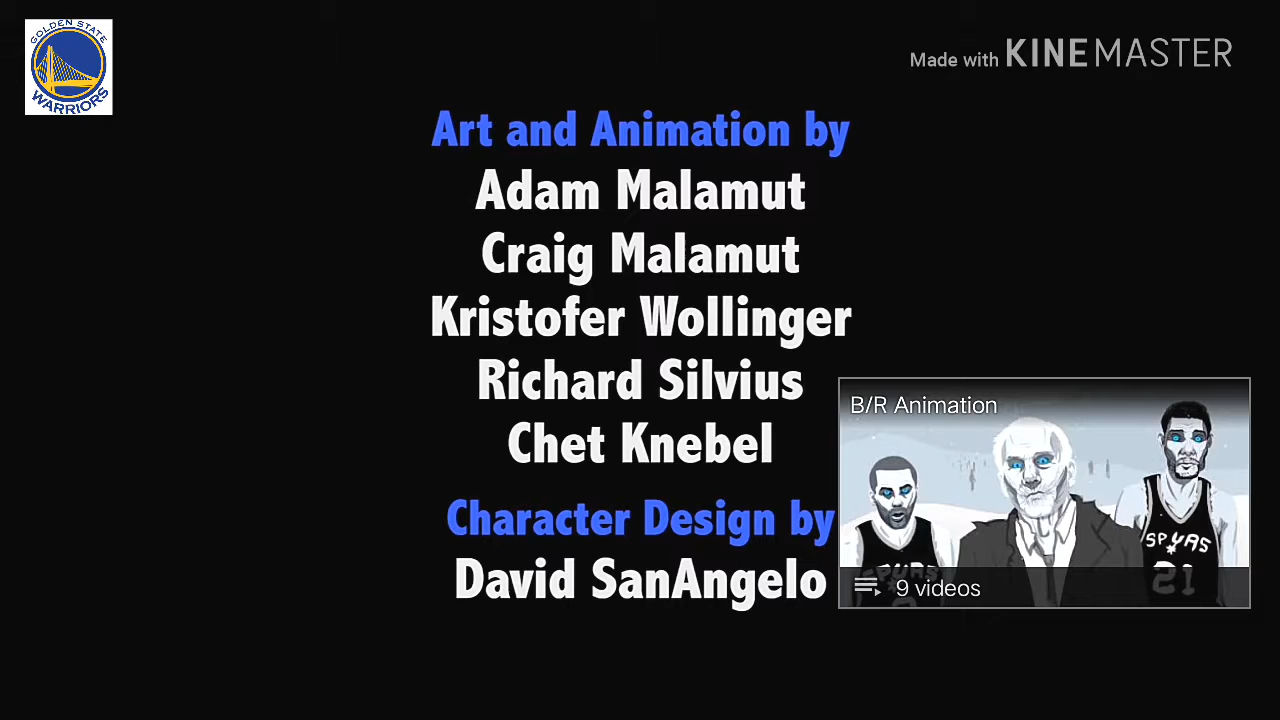 GOLDEN STATE
WARRIORS
Made with KINEMASTER
Art and Animation by
Adam Malamut
Craig Malamut
Kristofer Wollinger
Richard Silvius
Chet Knebel
Character Design by
David SanAngelo
B/R Animation
SPURS
SPURS
21
9 videos